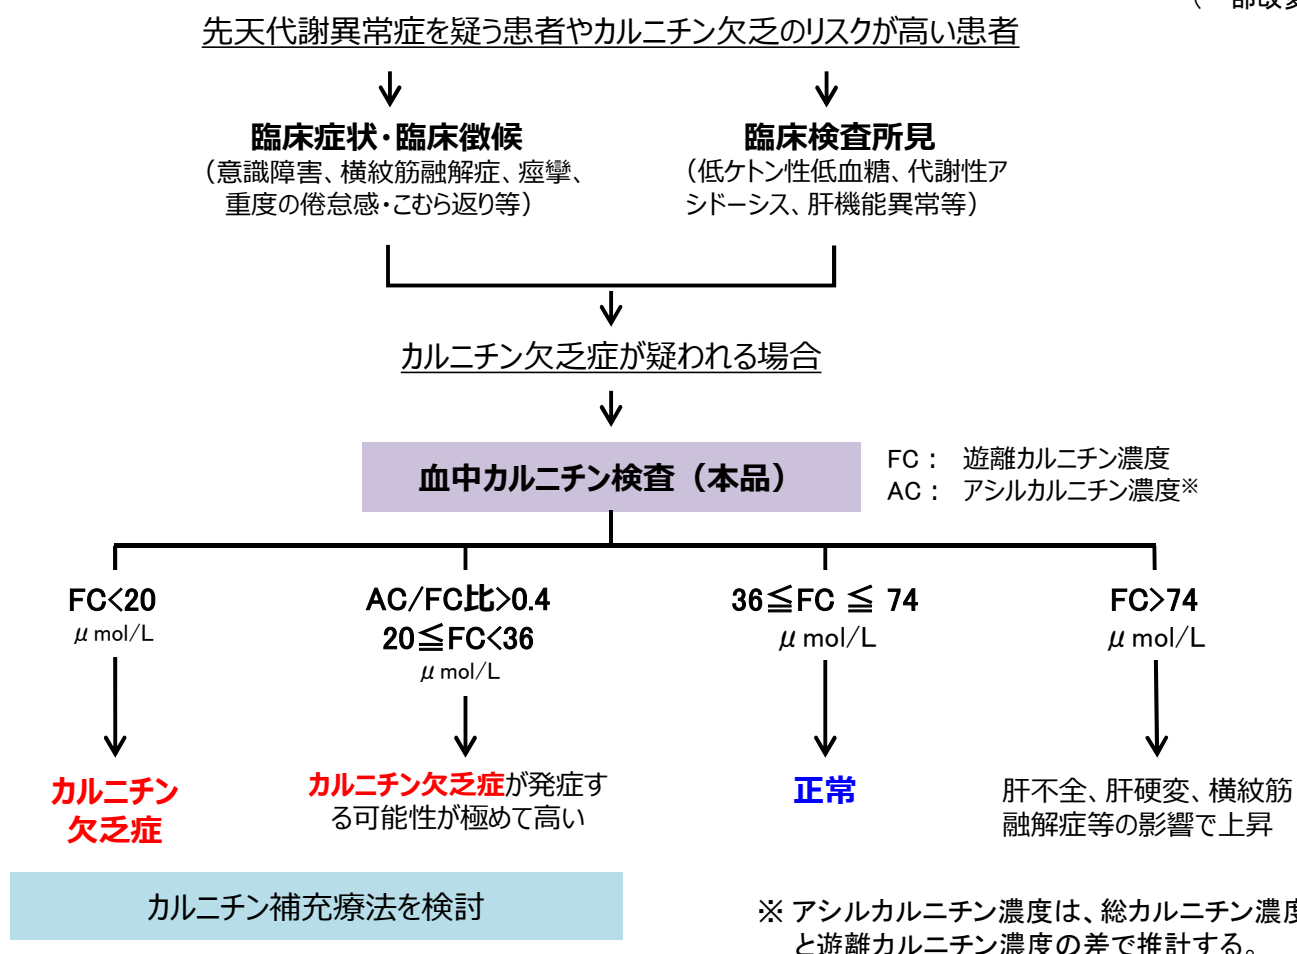 (一部改変
先天代謝異常症を疑う患者やカルニチン欠乏のリスクが高い患者
臨床症状・臨床徴候
(意識障害、横紋筋融解症、痙攣、
重度の倦怠感・こむら返り等)
臨床検査所見
(低ケトン性低血糖、代謝性ア
シドーシス、肝機能異常等)
カルニチン欠乏症が疑われる場合
血中カルニチン検査(本品)
FC: 遊離カルニチン濃度
AC: アシルカルニチン濃度※
FC<20
μmol/L
AC/FC比>0.4
20≦FC<36
μmol/L
36≦FC ≦ 74
μmol/L
FC>74
μmol/L
カルニチン
欠乏症
カルニチン欠乏症が発症す
る可能性が極めて高い
正常
肝不全、肝硬変、横紋筋
融解症等の影響で上昇
カルニチン補充療法を検討
※ アシルカルニチン濃度は、総カルニチン濃度
と遊離カルニチン濃度の差で推計する。